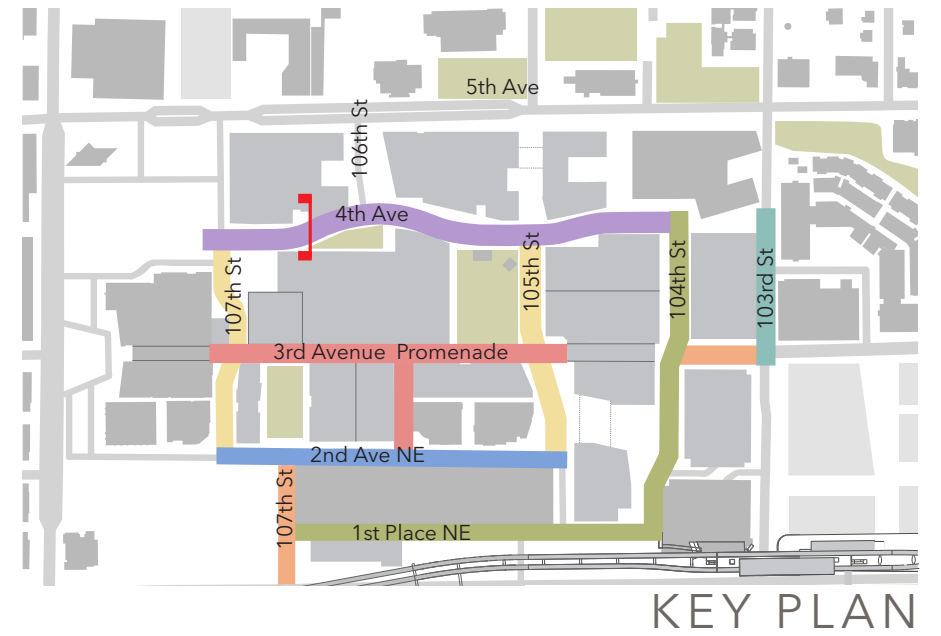 5th Ave
106th St
4th Ave
107th St
105th St
104th St
103rd St
3rd Avenue Promenade
2nd Ave NE
107th St
1st Place NE
KEY PLAN